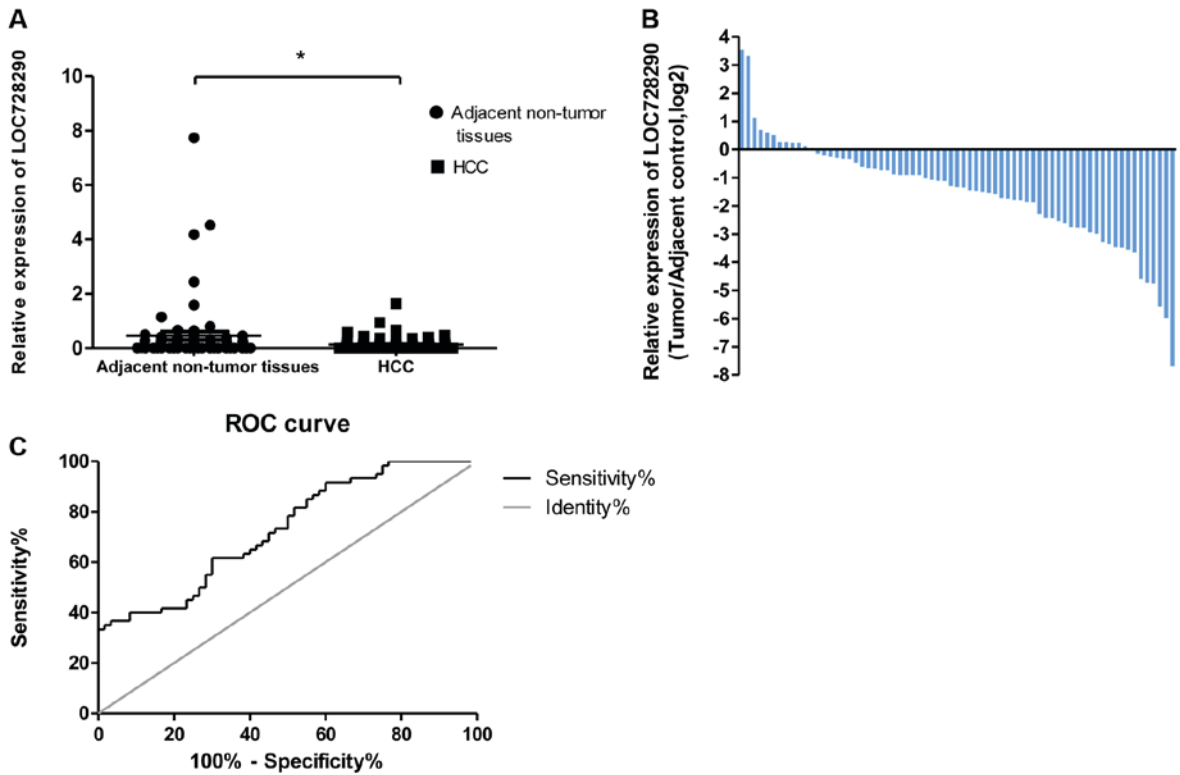 A
Relative expression of LOC728290
10
8
6
4
2
0
*
Adjacent non-tumor
tissues
HCC
Adjacent non-tumor tissues
HCC
B
Relative expression of LOC728290
(Tumor/Adjacent control,log2)
4
3
2
1
0
-1
-2
-3
-4
-5
-6
-7
-8
C
ROC curve
Sensitivity%
100
80
60
40
20
0
0 20 40 60 80 100
100% - Specificity%
Sensitivity%
Identity%